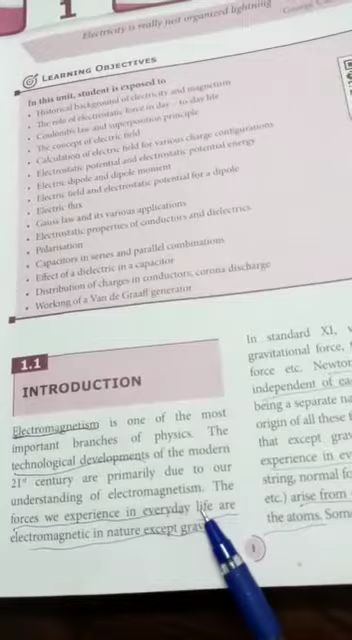 1
Electricity is really just organized lightning
George
LEARNING OBJECTIVES
In this unit, student is exposed to
• Historical background of electricity and magnetism
• The role of electrostatic force in day – to-day life
• Coulomb's law and superposition principle
• The concept of electric field
• Calculation of electric field for various charge configurations
• Electrostatic potential and electrostatic potential energy
• Electric dipole and dipole moment
• Electric field and electrostatic potential for a dipole
• Electric flux
• Gauss law and its various applications
• Electrostatic properties of conductors and dielectrics
• Polarisation
• Capacitors in series and parallel combinations
• Effect of a dielectric in a capacitor
• Distribution of charges in conductors, corona discharge
• Working of a Van de Graaff generator
1.1
INTRODUCTION
Electromagnetism is one of the most
important branches of physics. The
technological developments of the modern
21st century are primarily due to our
understanding of electromagnetism. The
forces we experience in everyday life are
electromagnetic in nature except grav
In standard XI,
gravitational force,
force etc. Newton
independent of ea
being a separate na
origin of all these
that except grav
experience in ev
string, normal fo
etc.) arise from
the atoms. Som
1